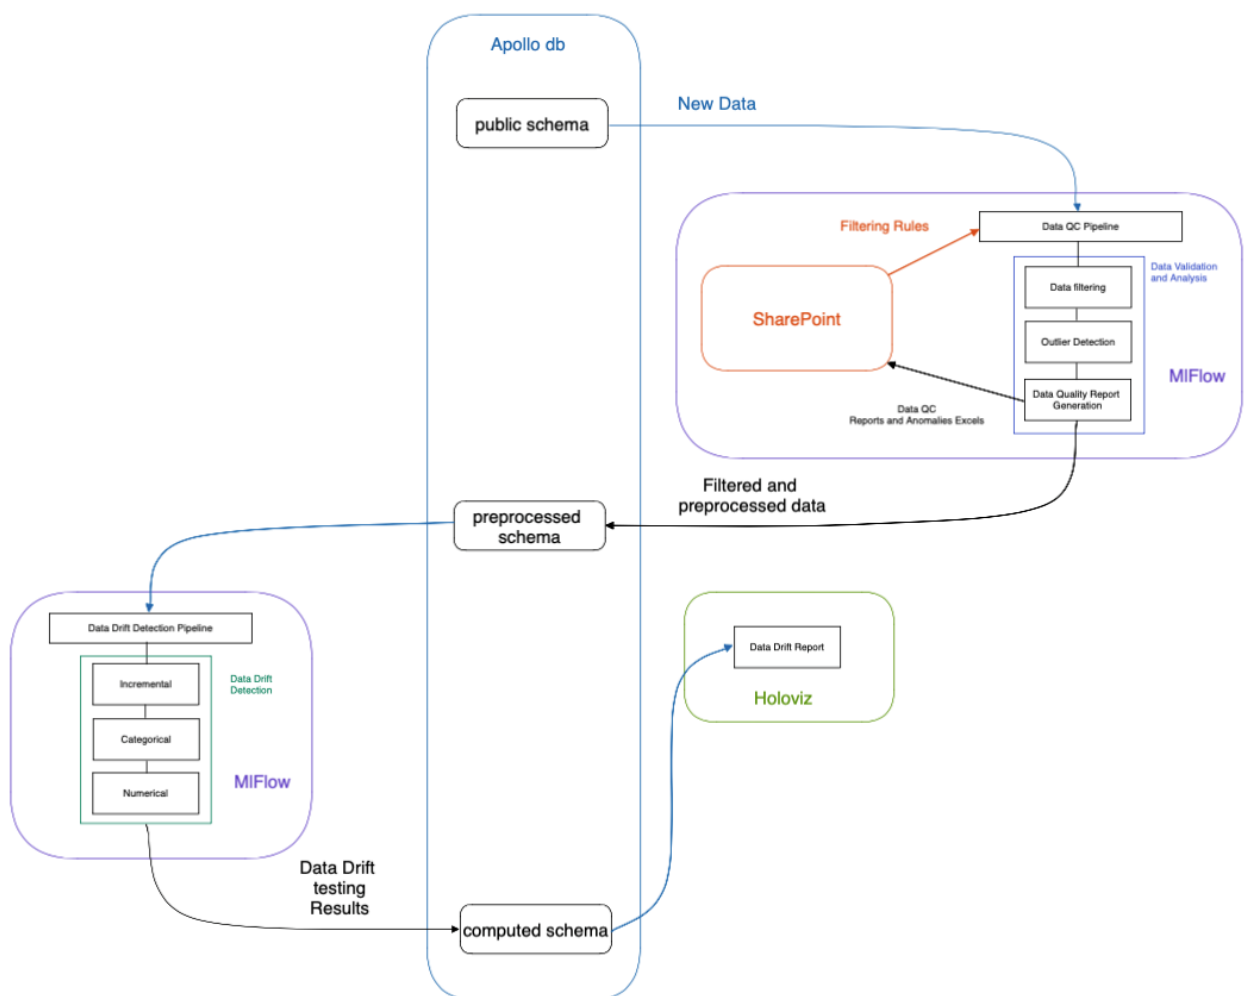 Apollo db
public schema
New Data
Data QC Pipeline
Filtering Rules
Data Validation
and Analysis
Data filtering
SharePoint
Outlier Detection
MlFlow
Data Quality Report
Generation
Data QC
Reports and Anomalies Excels
Filtered and
preprocessed data
preprocessed
schema
Data Drift Detection Pipeline
Data Drift
Detection
Incremental
Categorical
Numerical
MlFlow
Data Drift Report
Holoviz
Data Drift
testing
Results
computed schema